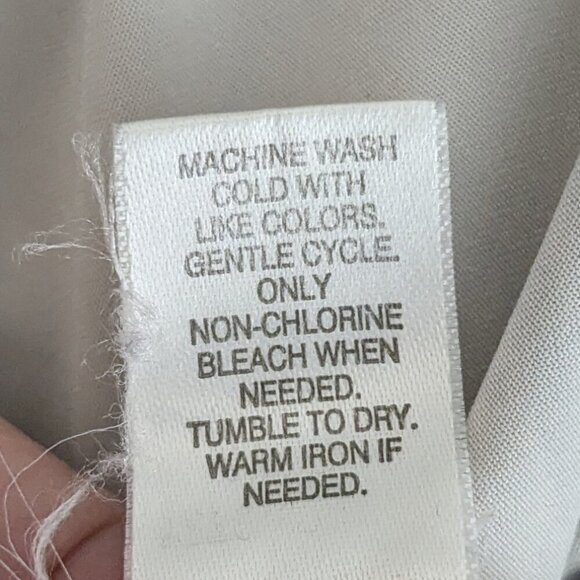 MACHINE WASH
COLD WITH
LIKE COLORS.
GENTLE CYCLE.
ONLY
NON-CHLORINE
BLEACH WHEN
NEEDED.
TUMBLE TO DRY.
WARM IRON IF
NEEDED.